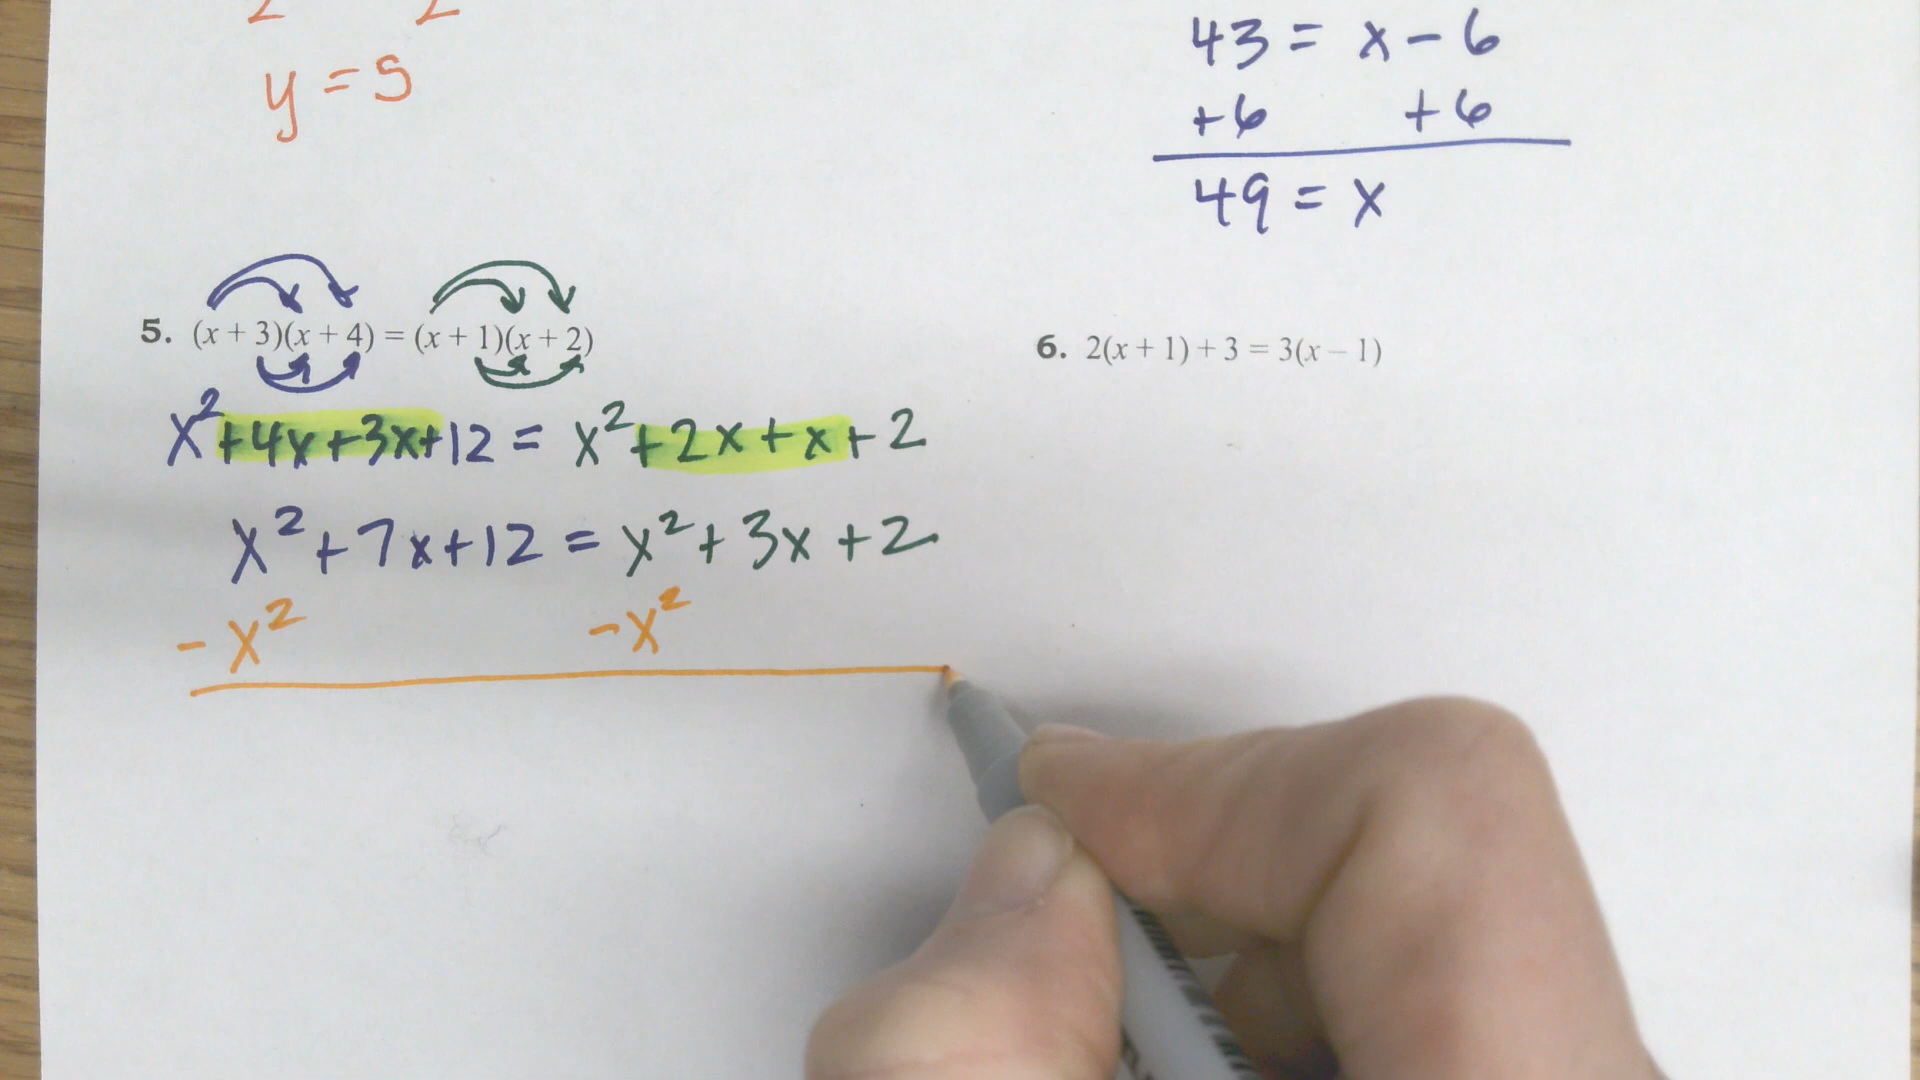 y = 5
43 = x - 6
+6 +6
49 = x
5. (x + 3)(x + 4) = (x + 1)(x + 2)
x² +4x +3x +12 = x² +2x + x + 2
x² + 7x + 12 = x² + 3x + 2
- x² - x²
6. 2(x + 1) + 3 = 3(x – 1)